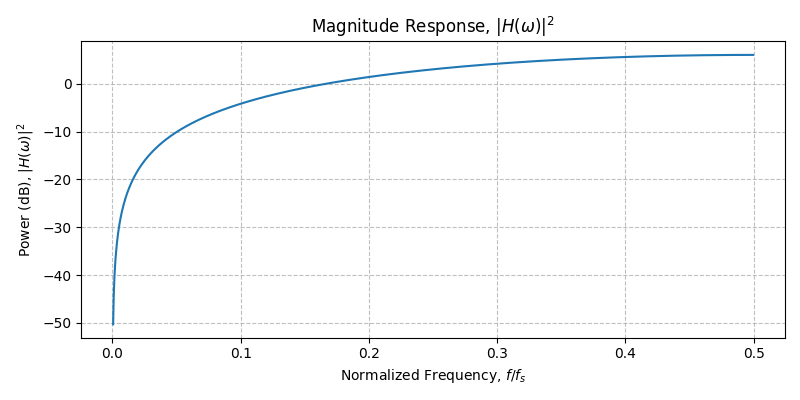 Magnitude Response, |H(ω)|²
Power (dB), |H(ω)|²
0
−10
−20
−30
−40
−50
0.0 0.1 0.2 0.3 0.4 0.5
Normalized Frequency, f/fₛ